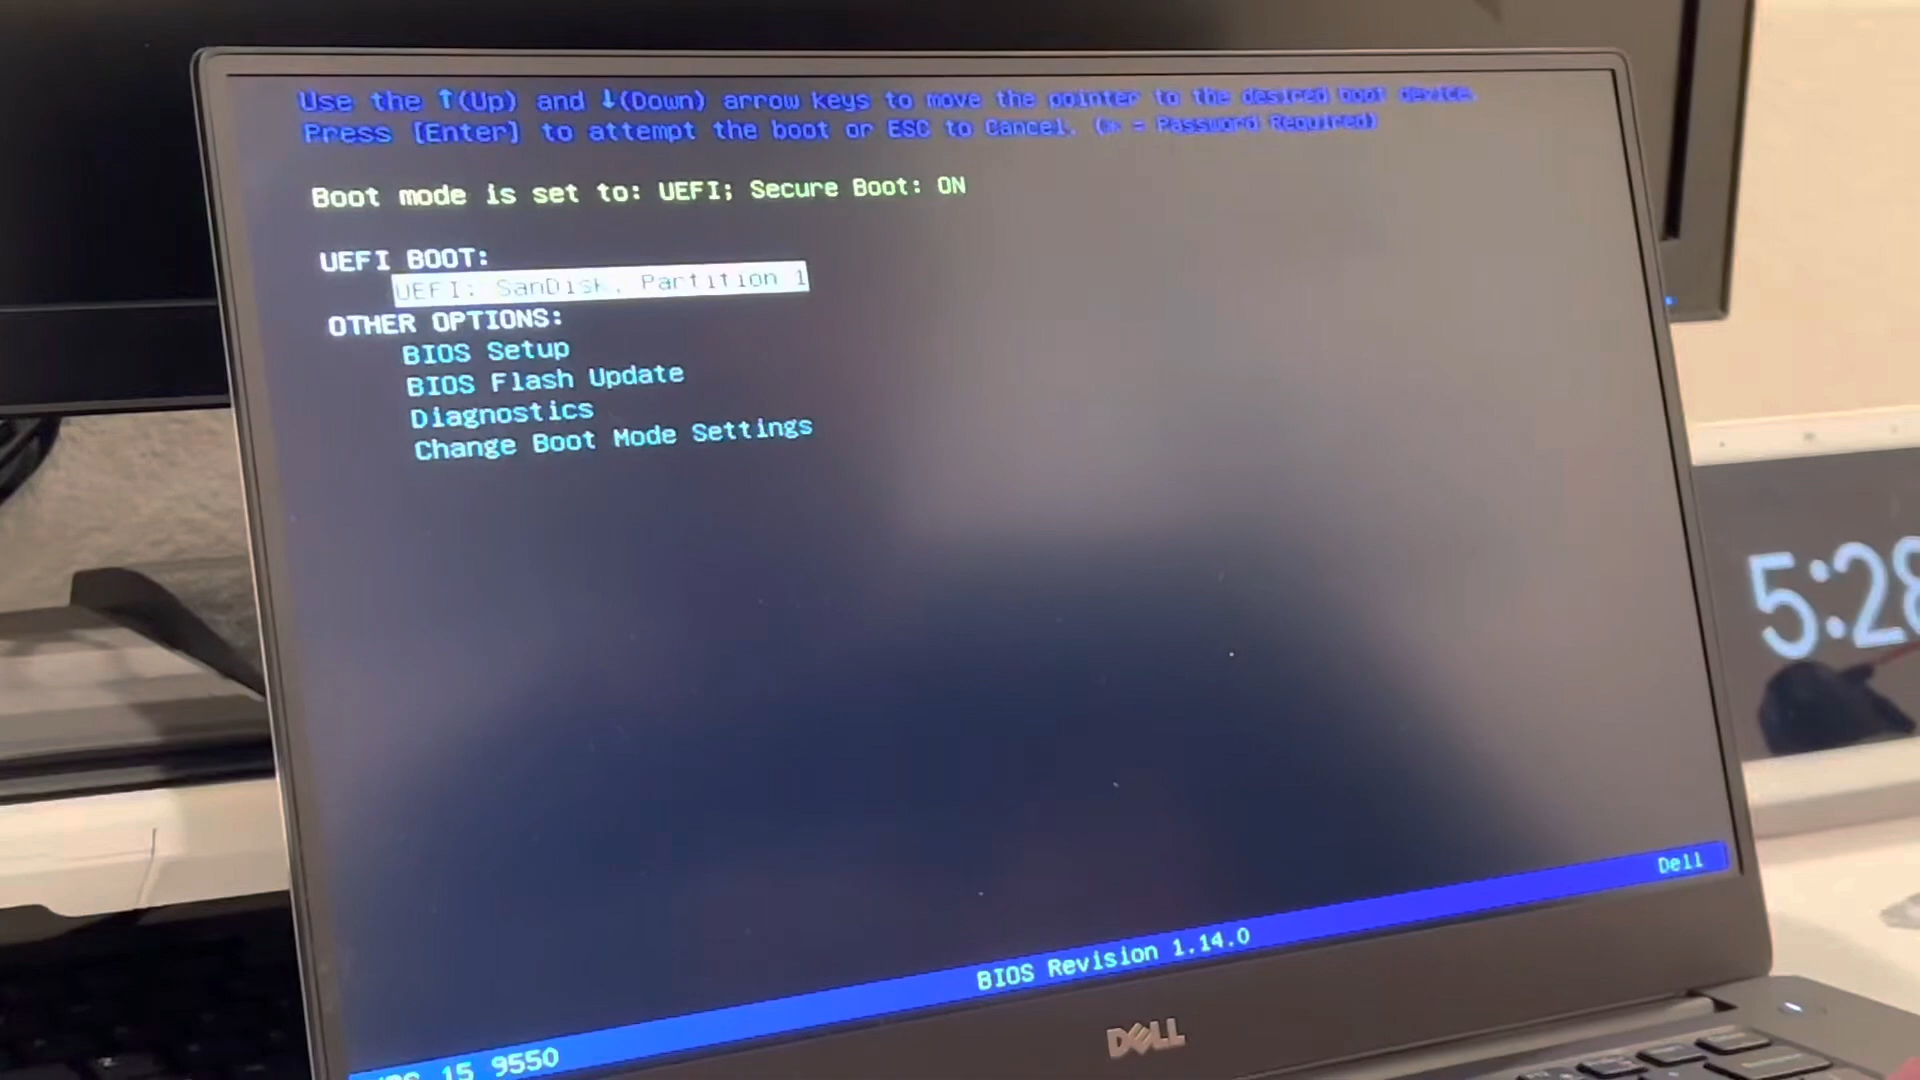 Use the ↑(Up) and ↓(Down) arrow keys to move the pointer to the desired boot device.
Press [Enter] to attempt the boot or ESC to Cancel. (* = Password Required)
Boot mode is set to: UEFI; Secure Boot: ON
UEFI BOOT:
UEFI: SanDisk, Partition 1
OTHER OPTIONS:
BIOS Setup
BIOS Flash Update
Diagnostics
Change Boot Mode Settings
5:28
Dell
BIOS Revision 1.14.0
15 9550
DELL